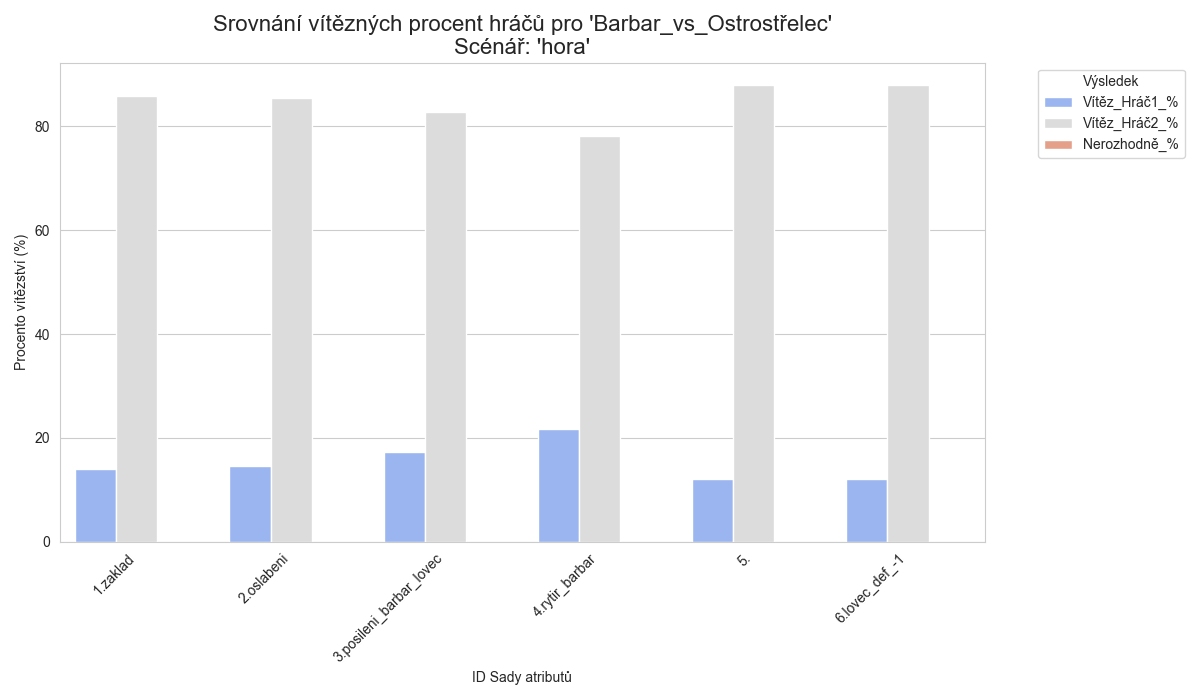 Srovnání vítězných procent hráčů pro 'Barbar_vs_Ostrostřelec'
Scénář: 'hora'
Výsledek
Vítěz_Hráč1_%
Vítěz_Hráč2_%
Nerozhodně_%
Procento vítězství (%)
80
60
40
20
0
1.zaklad
2.oslabeni
3.posileni_barbar_lovec
4.rytir_barbar
5.
6.lovec_def_-1
ID Sady atributů